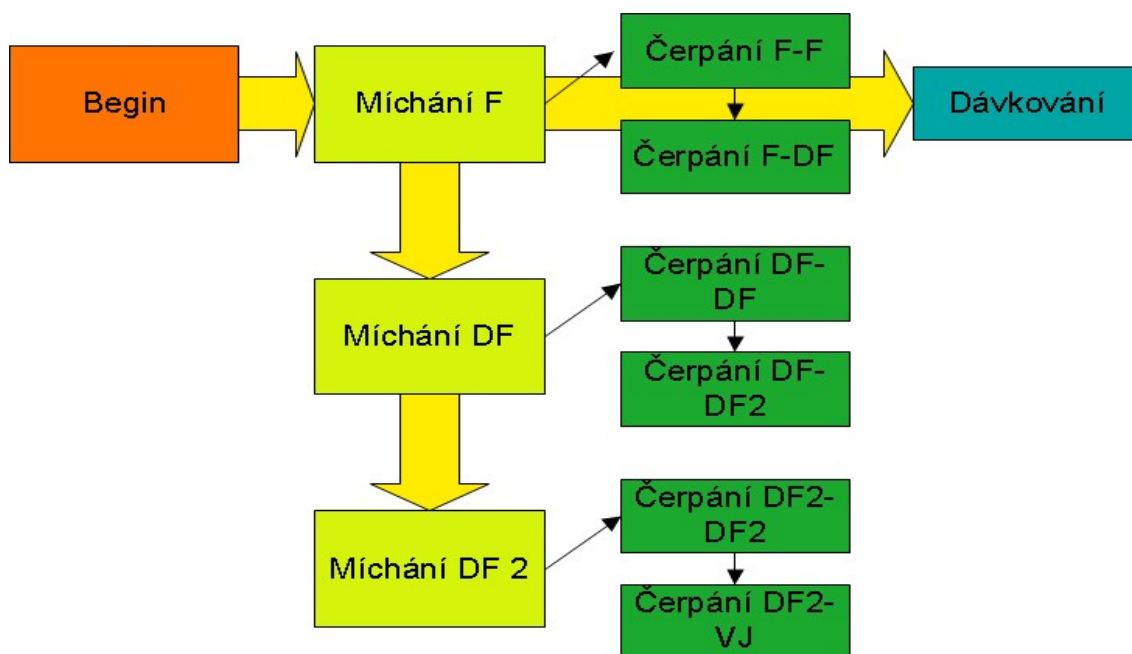 Begin
Míchání F
Čerpání F-F
Čerpání F-DF
Dávkování
Míchání DF
Čerpání DF-
DF
Čerpání DF-
DF2
Míchání DF 2
Čerpání DF2-
DF2
Čerpání DF2-
VJ